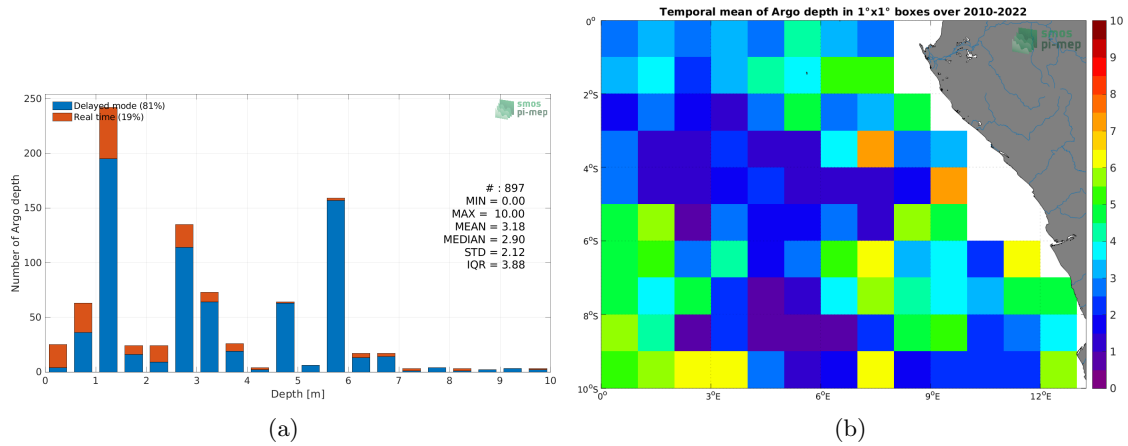 Delayed mode (81%)
Real time (19%)
smos
pi-mep
250
200
150
100
50
0
Number of Argo depth
# : 897
MIN = 0.00
MAX = 10.00
MEAN = 3.18
MEDIAN = 2.90
STD = 2.12
IQR = 3.88
0 1 2 3 4 5 6 7 8 9 10
Depth [m]
(a)
Temporal mean of Argo depth in 1°x1° boxes over 2010-2022
smos
pi-mep
0°
2°S
4°S
6°S
8°S
10°S
0° 3°E 6°E 9°E 12°E
10
9
8
7
6
5
4
3
2
1
0
(b)